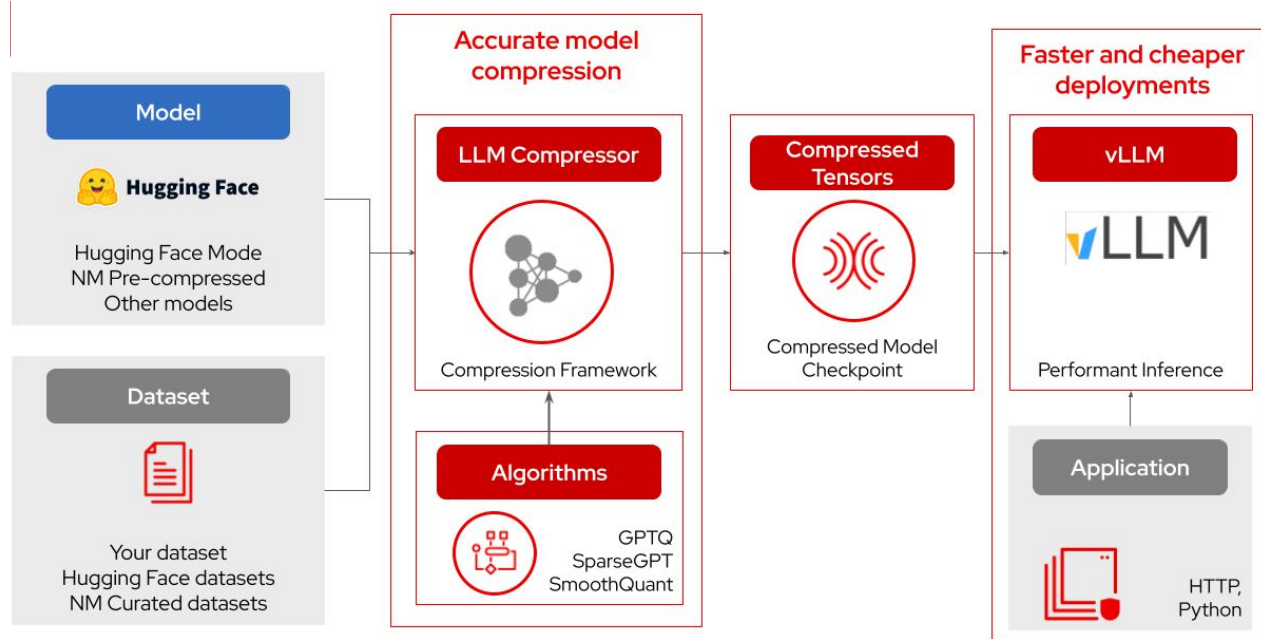 Model
Hugging Face
Hugging Face Mode
NM Pre-compressed
Other models
Dataset
Your dataset
Hugging Face datasets
NM Curated datasets
Accurate model
compression
LLM Compressor
Compression Framework
Algorithms
GPTQ
SparseGPT
SmoothQuant
Compressed
Tensors
Compressed Model
Checkpoint
Faster and cheaper
deployments
vLLM
vLLM
Performant Inference
Application
HTTP,
Python